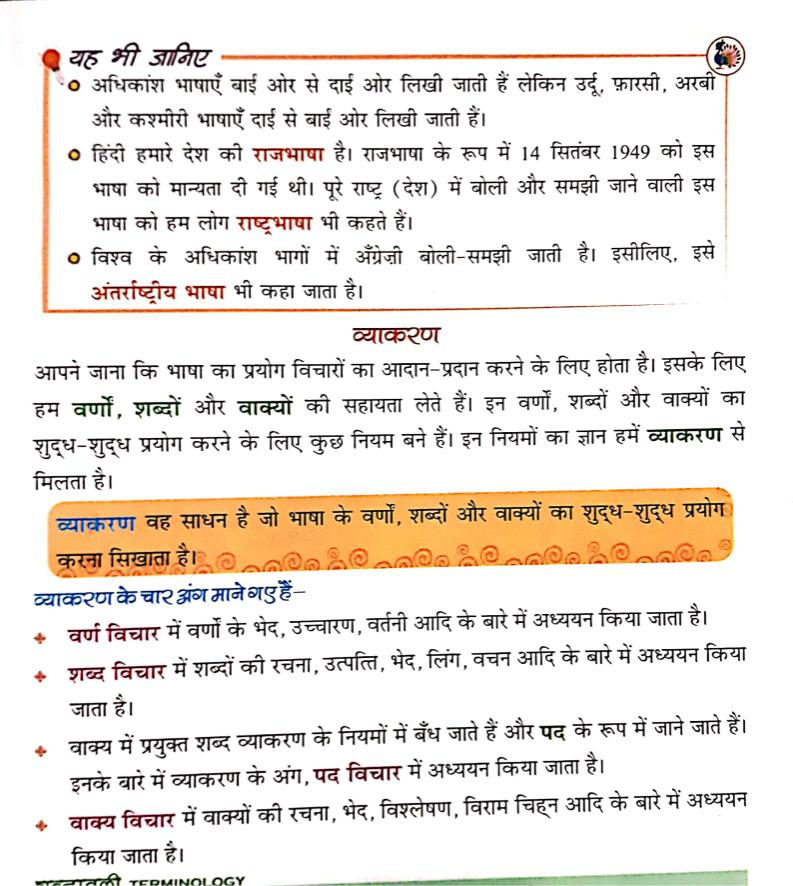 यह भी जानिए
अधिकांश भाषाएँ बाईं ओर से दाईं ओर लिखी जाती हैं लेकिन उर्दू, फ़ारसी, अरबी
और कश्मीरी भाषाएँ दाईं से बाईं ओर लिखी जाती हैं।
हिंदी हमारे देश की राजभाषा है। राजभाषा के रूप में 14 सितंबर 1949 को इस
भाषा को मान्यता दी गई थी। पूरे राष्ट्र (देश) में बोली और समझी जाने वाली इस
भाषा को हम लोग राष्ट्रभाषा भी कहते हैं।
विश्व के अधिकांश भागों में अँग्रेज़ी बोली-समझी जाती है। इसीलिए, इसे
अंतर्राष्ट्रीय भाषा भी कहा जाता है।
व्याकरण
आपने जाना कि भाषा का प्रयोग विचारों का आदान-प्रदान करने के लिए होता है। इसके लिए
हम वर्णों, शब्दों और वाक्यों की सहायता लेते हैं। इन वर्णों, शब्दों और वाक्यों का
शुद्ध-शुद्ध प्रयोग करने के लिए कुछ नियम बने हैं। इन नियमों का ज्ञान हमें व्याकरण से
मिलता है।
व्याकरण वह साधन है जो भाषा के वर्णों, शब्दों और वाक्यों का शुद्ध-शुद्ध प्रयोग
करना सिखाता है।
व्याकरण के चार अंग माने गए हैं–
वर्ण विचार में वर्णों के भेद, उच्चारण, वर्तनी आदि के बारे में अध्ययन किया जाता है।
शब्द विचार में शब्दों की रचना, उत्पत्ति, भेद, लिंग, वचन आदि के बारे में अध्ययन किया
जाता है।
वाक्य में प्रयुक्त शब्द व्याकरण के नियमों में बँध जाते हैं और पद के रूप में जाने जाते हैं।
इनके बारे में व्याकरण के अंग, पद विचार में अध्ययन किया जाता है।
वाक्य विचार में वाक्यों की रचना, भेद, विश्लेषण, विराम चिह्न आदि के बारे में अध्ययन
किया जाता है।
शब्दावली TERMINOLOGY